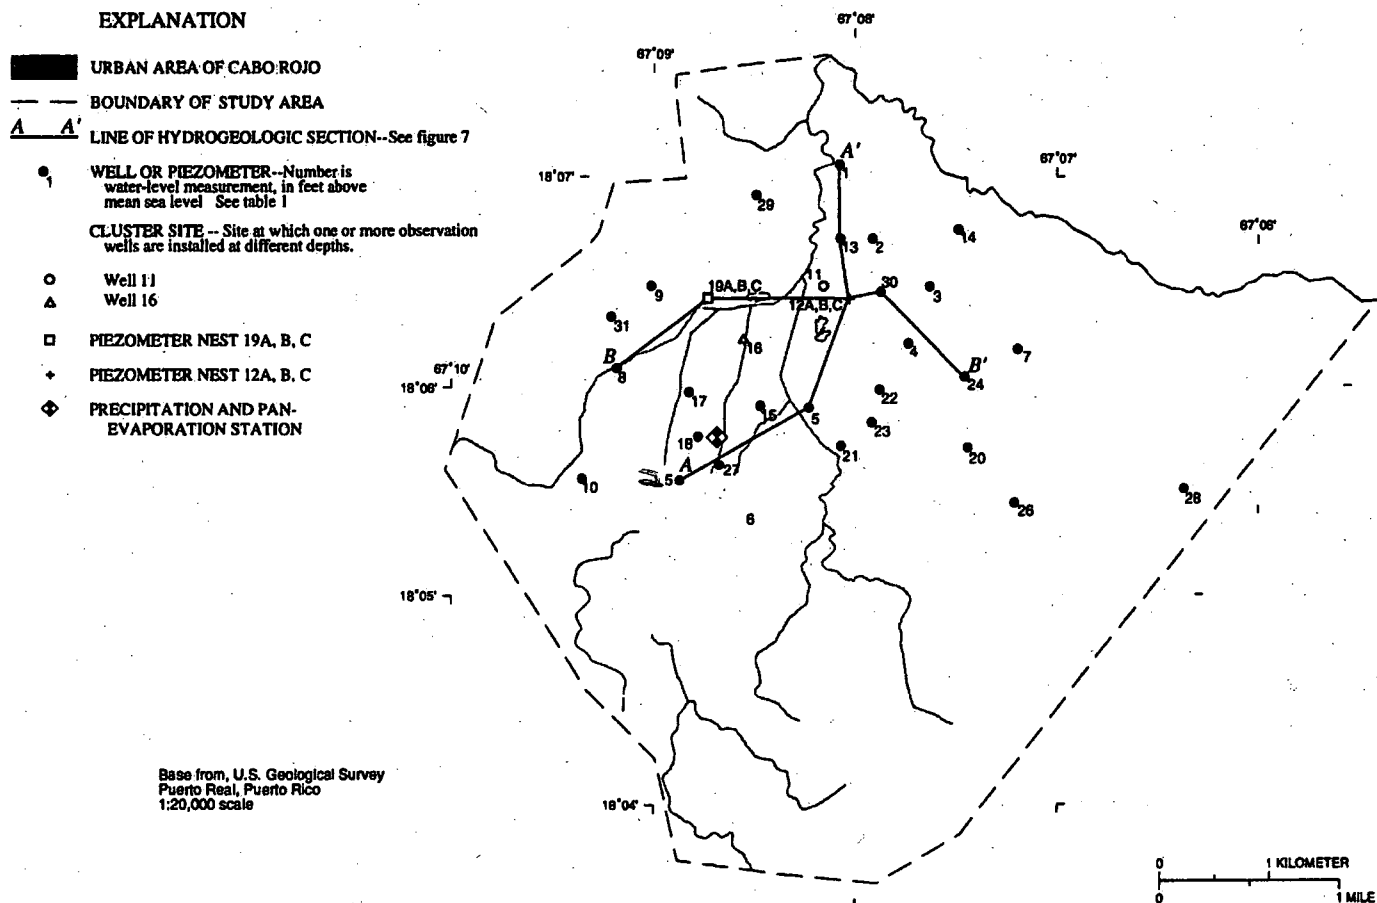 EXPLANATION
URBAN AREA OF CABO ROJO
BOUNDARY OF STUDY AREA
A A'
LINE OF HYDROGEOLOGIC SECTION--See figure 7
1
WELL OR PIEZOMETER--Number is
water-level measurement, in feet above
mean sea level See table 1
CLUSTER SITE -- Site at which one or more observation
wells are installed at different depths.
Well 11
Well 16
PIEZOMETER NEST 19A, B, C
PIEZOMETER NEST 12A, B, C
PRECIPITATION AND PAN-
EVAPORATION STATION
67°08'
67°09'
67°07'
18°07'
67°06'
67°10'
18°06'
18°05'
18°04'
A'
1
29
13
2
14
11
30
3
9
19A,B,C
12A,B,C
31
16
4
7
B
8
B'
24
17
15
5
22
23
18
21
20
A
5
27
10
28
26
6
Base from, U.S. Geological Survey
Puerto Real, Puerto Rico
1:20,000 scale
0
1 KILOMETER
0
1 MILE